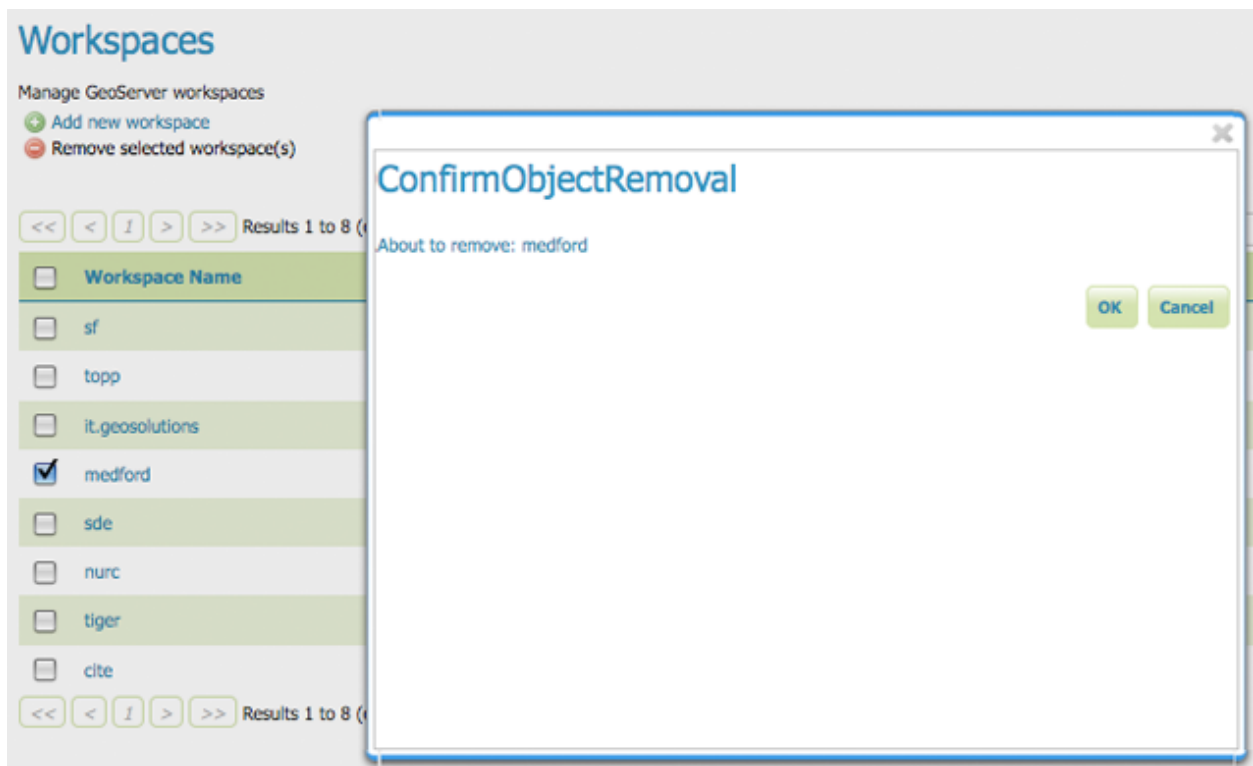 Workspaces
Manage GeoServer workspaces
Add new workspace
Remove selected workspace(s)
<< < 1 > >> Results 1 to 8 (
Workspace Name
sf
topp
it.geosolutions
medford
sde
nurc
tiger
cite
<< < 1 > >> Results 1 to 8 (
ConfirmObjectRemoval
About to remove: medford
OK Cancel